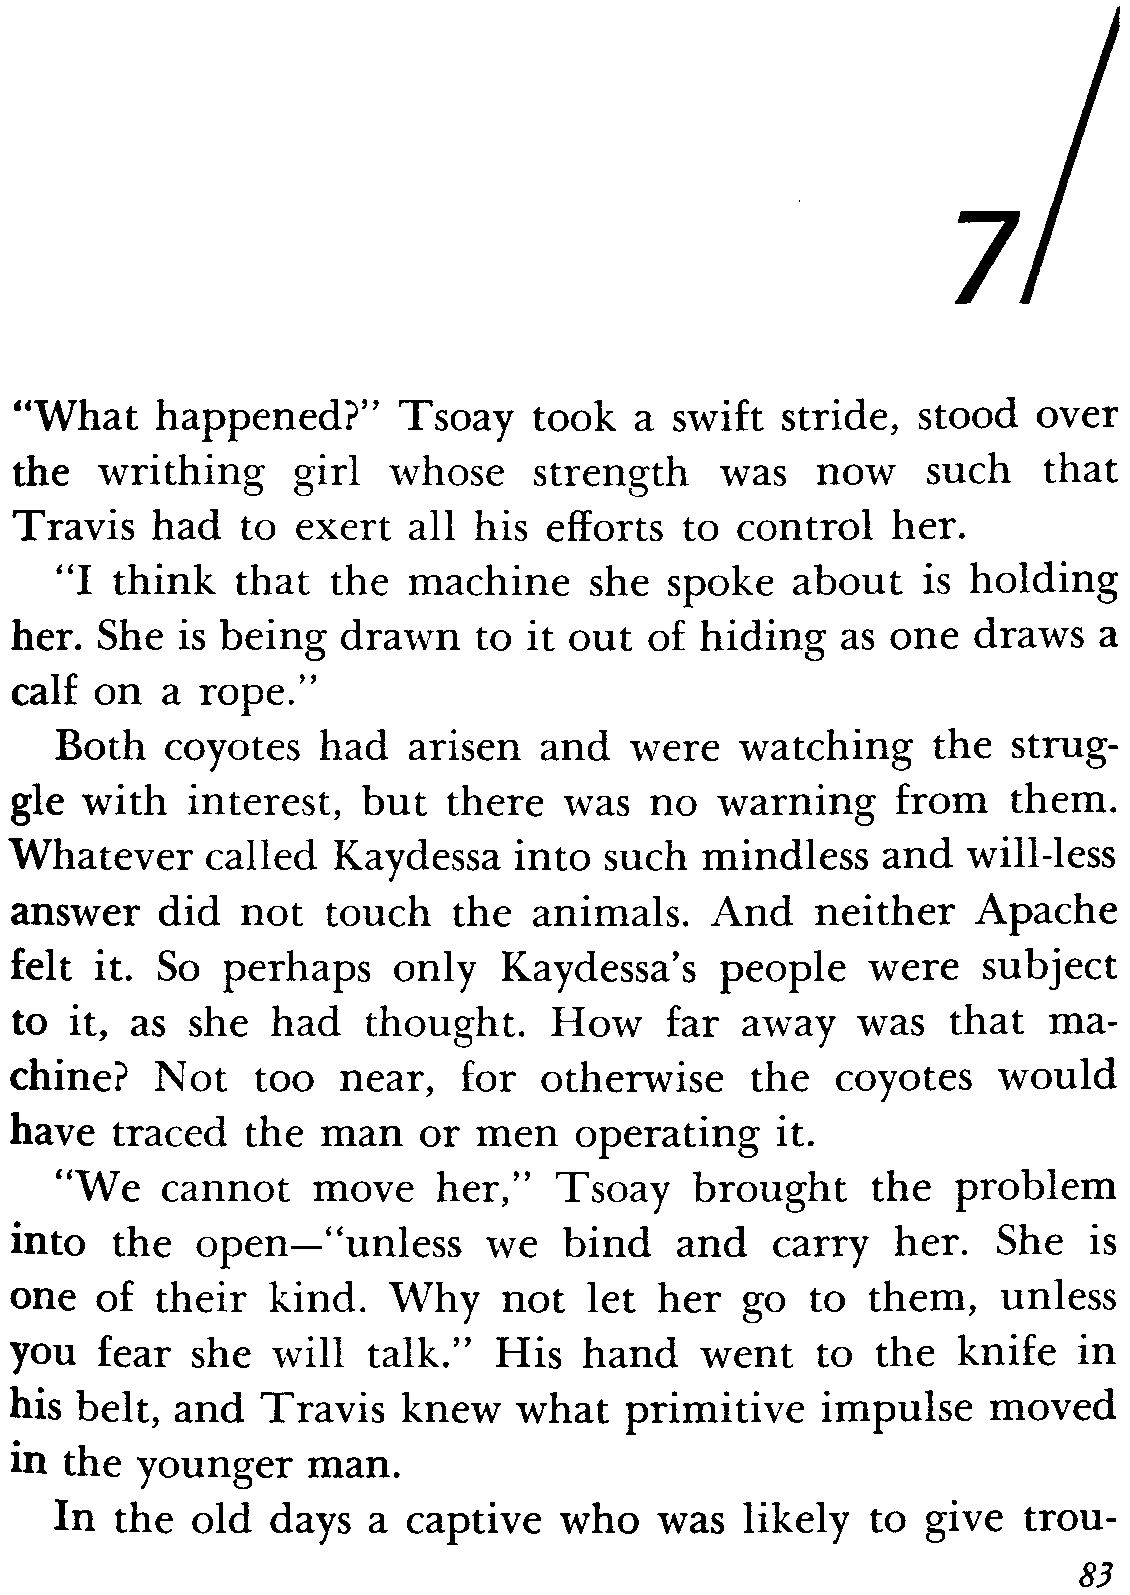 7/
“What happened?” Tsoay took a swift stride, stood over
the writhing girl whose strength was now such that
Travis had to exert all his efforts to control her.
“I think that the machine she spoke about is holding
her. She is being drawn to it out of hiding as one draws a
calf on a rope.”
Both coyotes had arisen and were watching the strug-
gle with interest, but there was no warning from them.
Whatever called Kaydessa into such mindless and will-less
answer did not touch the animals. And neither Apache
felt it. So perhaps only Kaydessa’s people were subject
to it, as she had thought. How far away was that ma-
chine? Not too near, for otherwise the coyotes would
have traced the man or men operating it.
“We cannot move her,” Tsoay brought the problem
into the open—“unless we bind and carry her. She is
one of their kind. Why not let her go to them, unless
you fear she will talk.” His hand went to the knife in
his belt, and Travis knew what primitive impulse moved
in the younger man.
In the old days a captive who was likely to give trou-
83